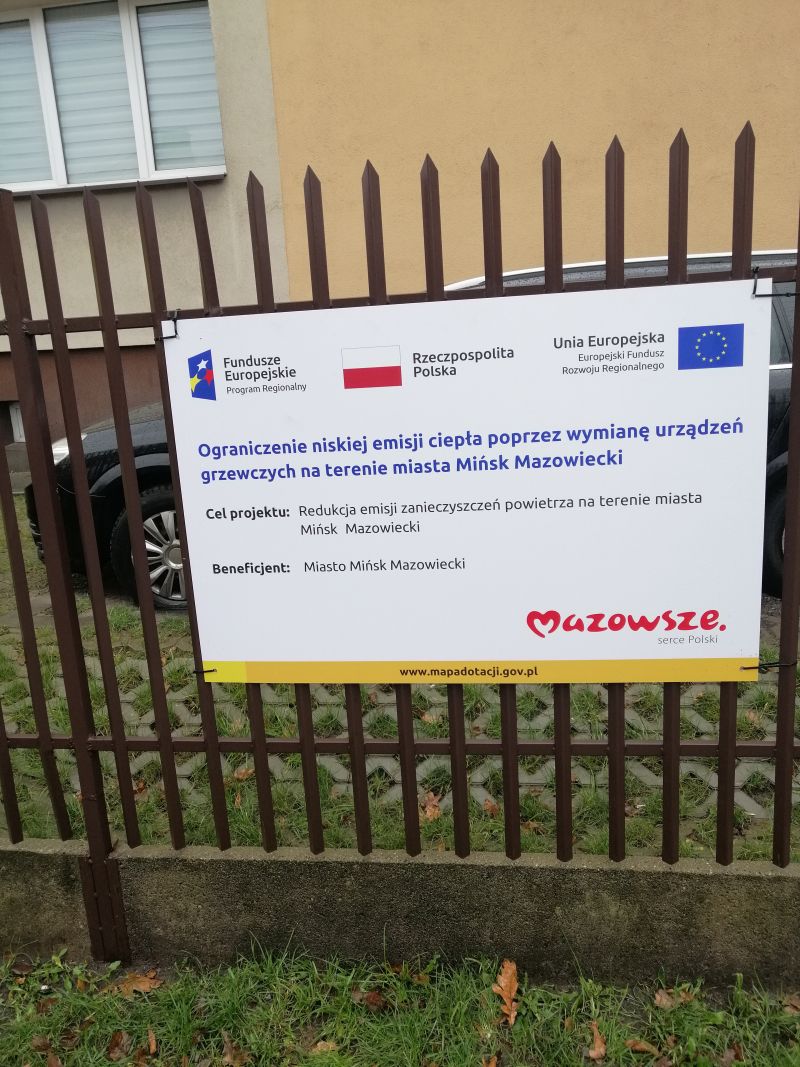 Fundusze
Europejskie
Program Regionalny
Rzeczpospolita
Polska
Unia Europejska
Europejski Fundusz
Rozwoju Regionalnego
Ograniczenie niskiej emisji ciepła poprzez wymianę urządzeń
grzewczych na terenie miasta Mińsk Mazowiecki
Cel projektu: Redukcja emisji zanieczyszczeń powietrza na terenie miasta
Mińsk Mazowiecki
Beneficjent: Miasto Mińsk Mazowiecki
mazowsze.
serce Polski
www.mapadotacji.gov.pl